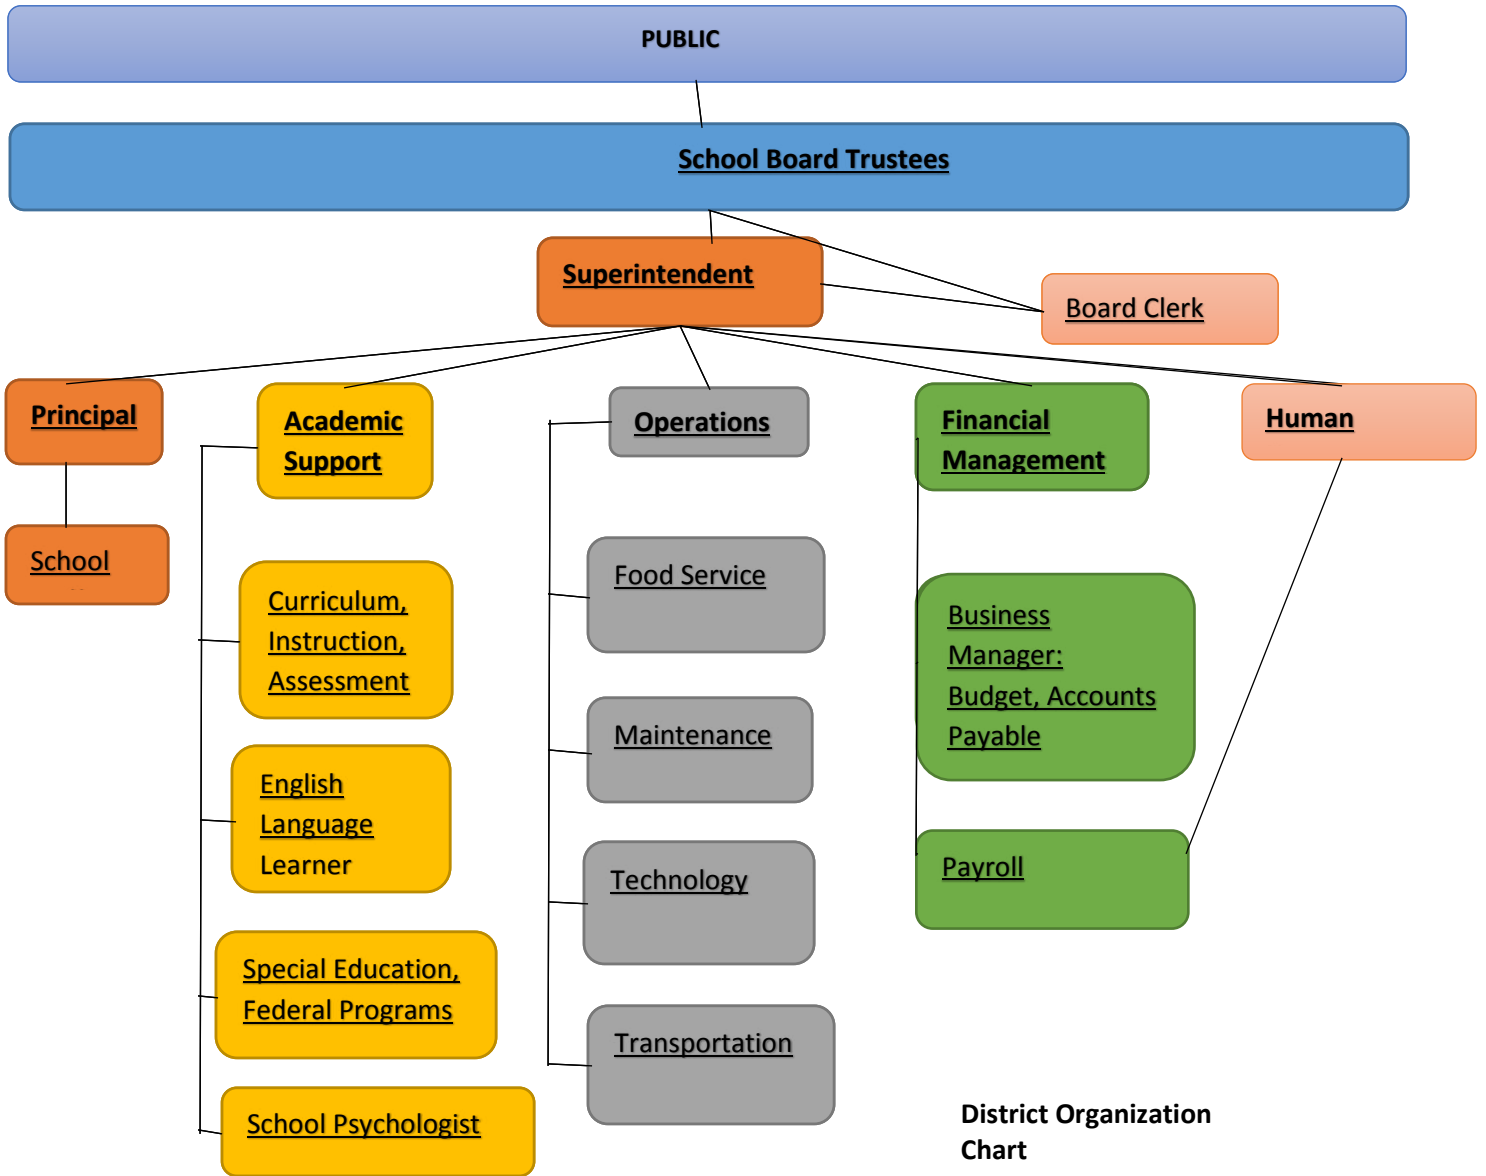 PUBLIC
School Board Trustees
Superintendent
Board Clerk
Principal
Academic
Support
Operations
Financial
Management
Human
School
Curriculum,
Instruction,
Assessment
English
Language
Learner
Special Education,
Federal Programs
School Psychologist
Food Service
Maintenance
Technology
Transportation
Business
Manager:
Budget, Accounts
Payable
Payroll
District Organization
Chart